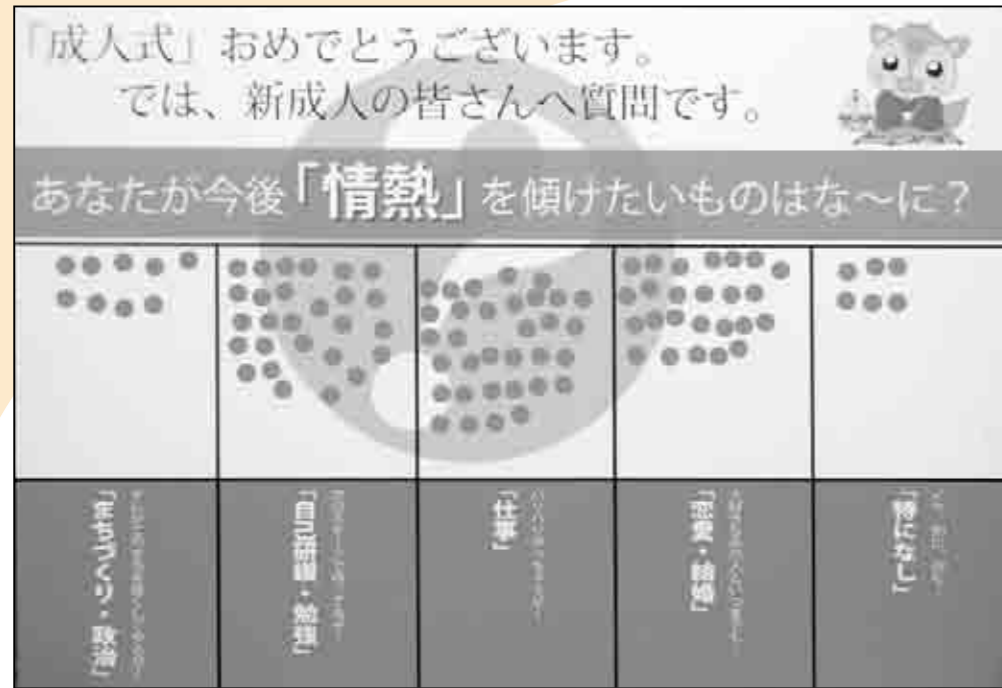 「成人式」おめでとうございます。
では、新成人の皆さんへ質問です。
あなたが今後「情熱」を傾けたいものはな〜に？
「まちづくり・政治」
「自己研鑽・勉強」
「仕事」
「恋愛・結婚」
「特になし」